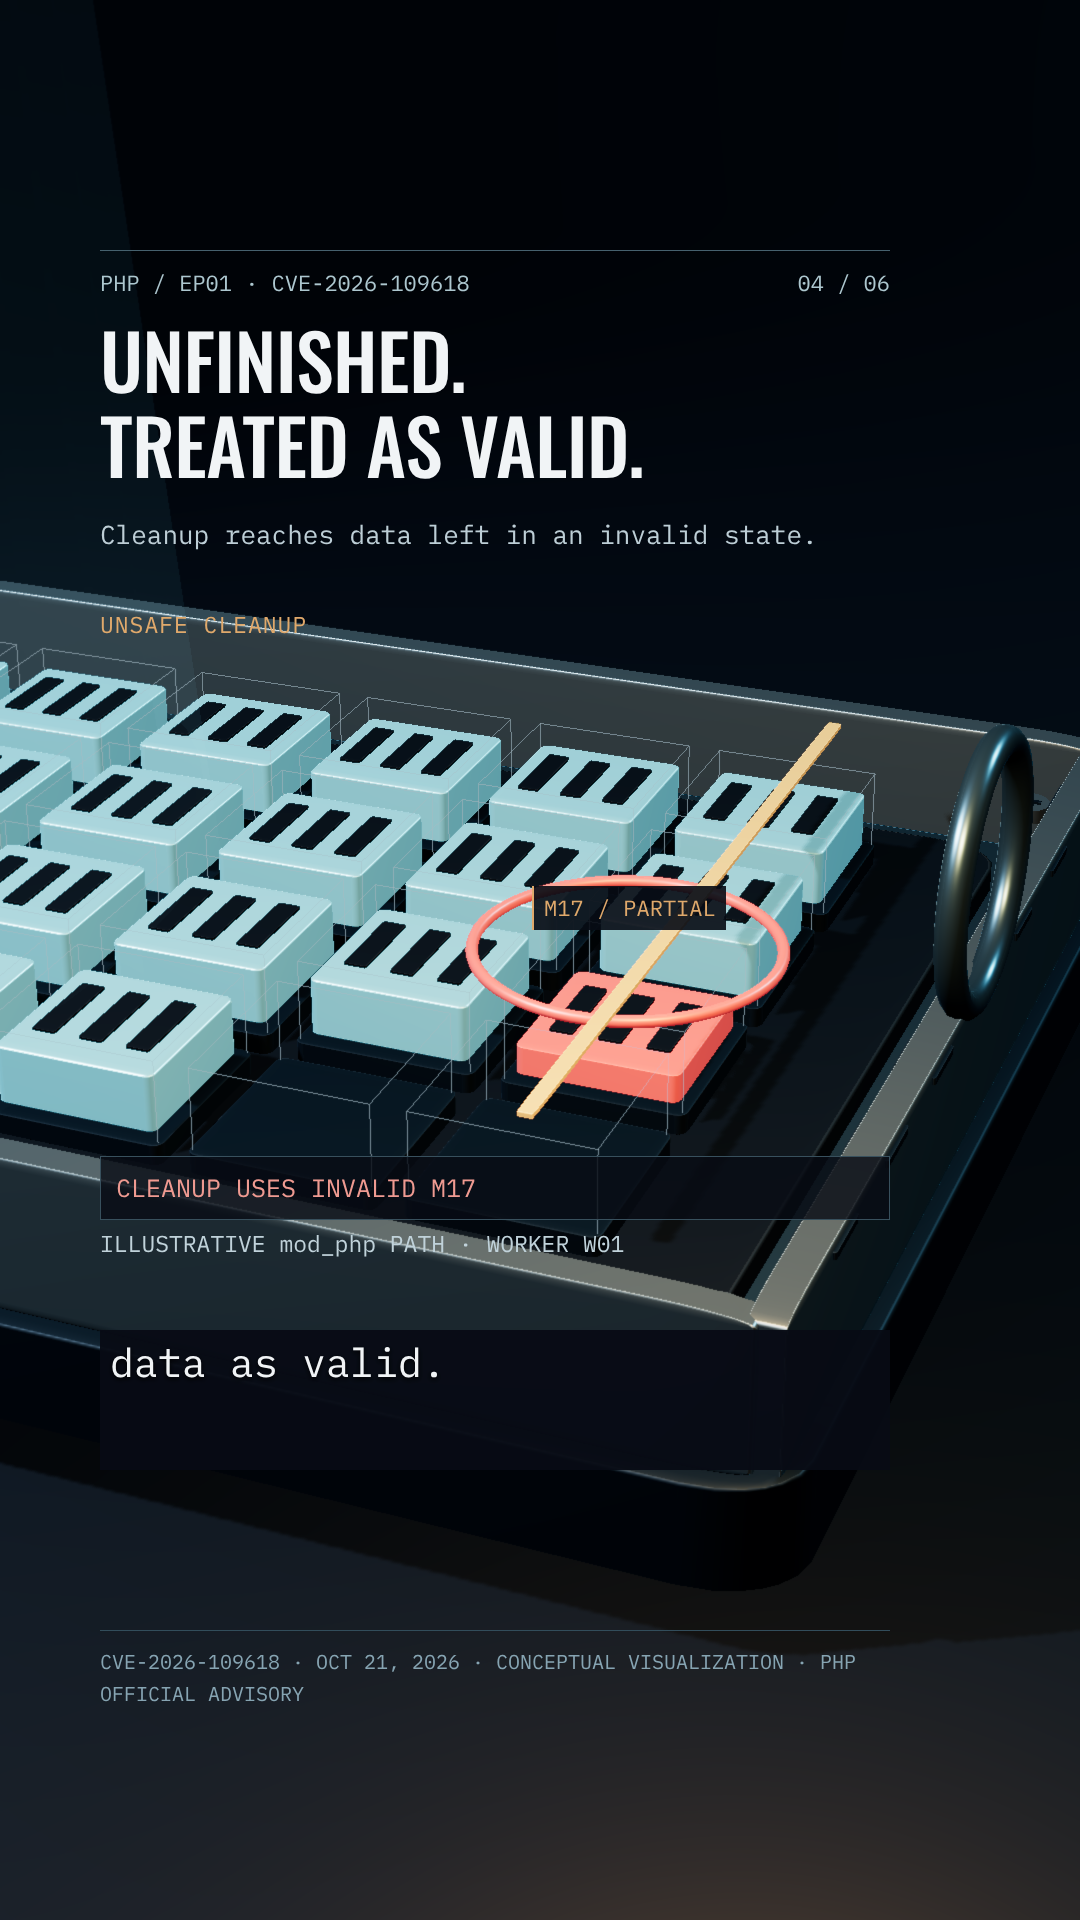 PHP / EP01 · CVE-2026-109618
04 / 06
UNFINISHED.
TREATED AS VALID.
Cleanup reaches data left in an invalid state.
UNSAFE CLEANUP
M17 / PARTIAL
CLEANUP USES INVALID M17
ILLUSTRATIVE mod_php PATH · WORKER W01
data as valid.
CVE-2026-109618 · OCT 21, 2026 · CONCEPTUAL VISUALIZATION · PHP
OFFICIAL ADVISORY